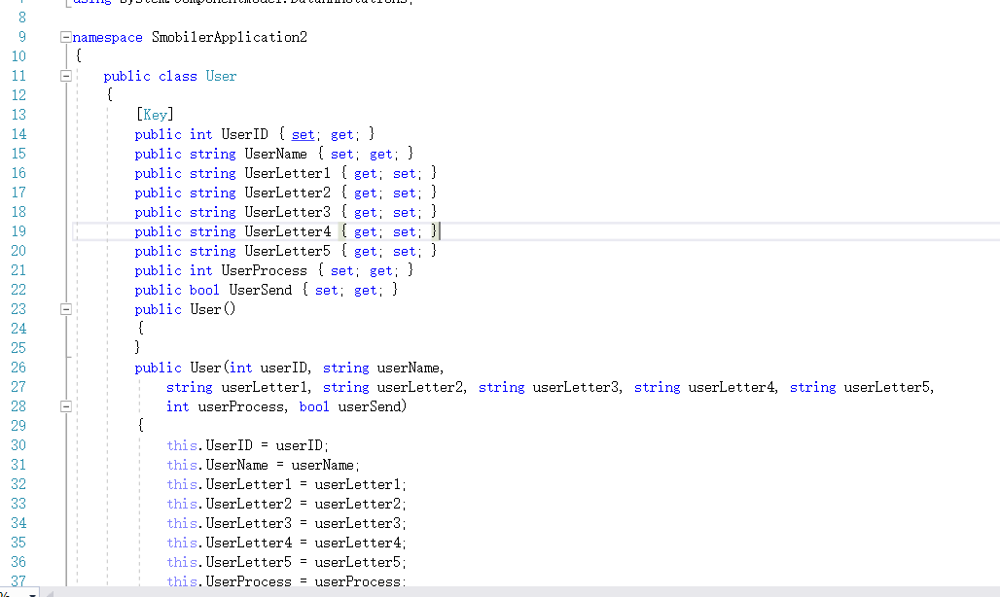 using System.ComponentModel.DataAnnotations;
8
9 namespace SmobilerApplication2
10 {
11 public class User
12 {
13 [Key]
14 public int UserID { set; get; }
15 public string UserName { set; get; }
16 public string UserLetter1 { get; set; }
17 public string UserLetter2 { get; set; }
18 public string UserLetter3 { get; set; }
19 public string UserLetter4 { get; set; }
20 public string UserLetter5 { get; set; }
21 public int UserProcess { set; get; }
22 public bool UserSend { set; get; }
23 public User()
24 {
25 }
26 public User(int userID, string userName,
27 string userLetter1, string userLetter2, string userLetter3, string userLetter4, string userLetter5,
28 int userProcess, bool userSend)
29 {
30 this.UserID = userID;
31 this.UserName = userName;
32 this.UserLetter1 = userLetter1;
33 this.UserLetter2 = userLetter2;
34 this.UserLetter3 = userLetter3;
35 this.UserLetter4 = userLetter4;
36 this.UserLetter5 = userLetter5;
37 this.UserProcess = userProcess;